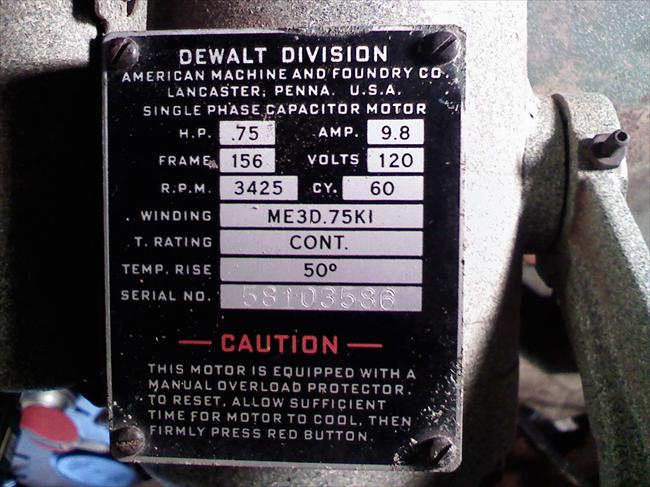 DEWALT DIVISION
AMERICAN MACHINE AND FOUNDRY CO.
LANCASTER, PENNA. U.S.A.
SINGLE PHASE CAPACITOR MOTOR
H.P. .75 AMP. 9.8
FRAME 156 VOLTS 120
R.P.M. 3425 CY. 60
WINDING ME3D.75KI
T. RATING CONT.
TEMP. RISE 50°
SERIAL NO. 58103586
— CAUTION —
THIS MOTOR IS EQUIPPED WITH A
MANUAL OVERLOAD PROTECTOR.
TO RESET, ALLOW SUFFICIENT
TIME FOR MOTOR TO COOL, THEN
FIRMLY PRESS RED BUTTON.